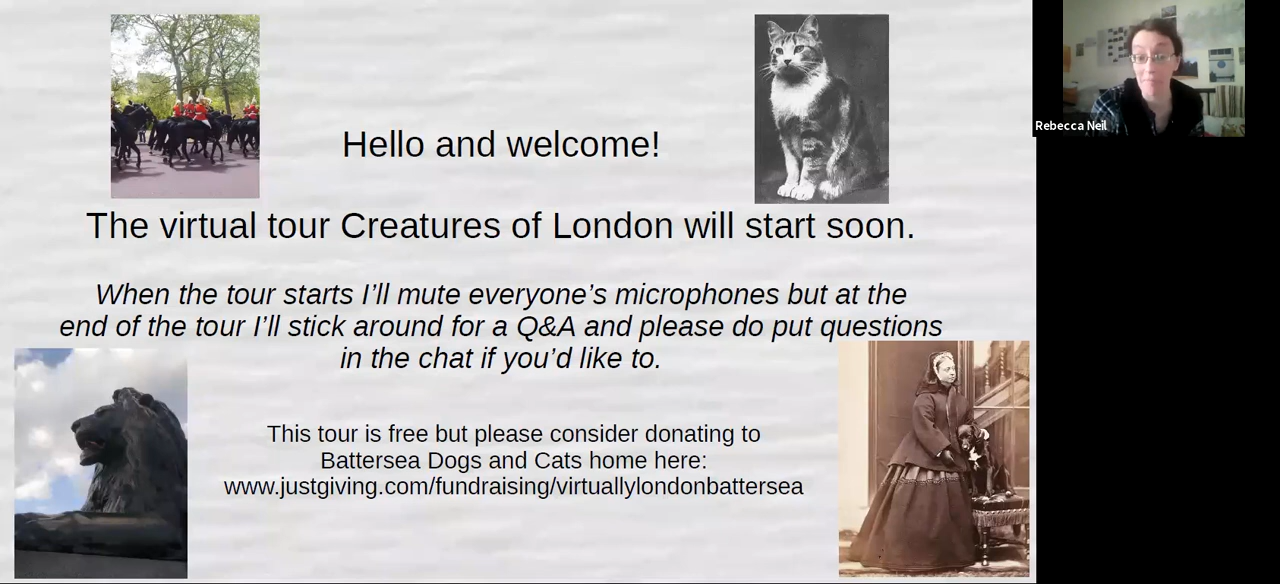 Hello and welcome!
The virtual tour Creatures of London will start soon.
When the tour starts I’ll mute everyone’s microphones but at the
end of the tour I’ll stick around for a Q&A and please do put questions
in the chat if you’d like to.
This tour is free but please consider donating to
Battersea Dogs and Cats home here:
www.justgiving.com/fundraising/virtuallylondonbattersea
Rebecca Neil